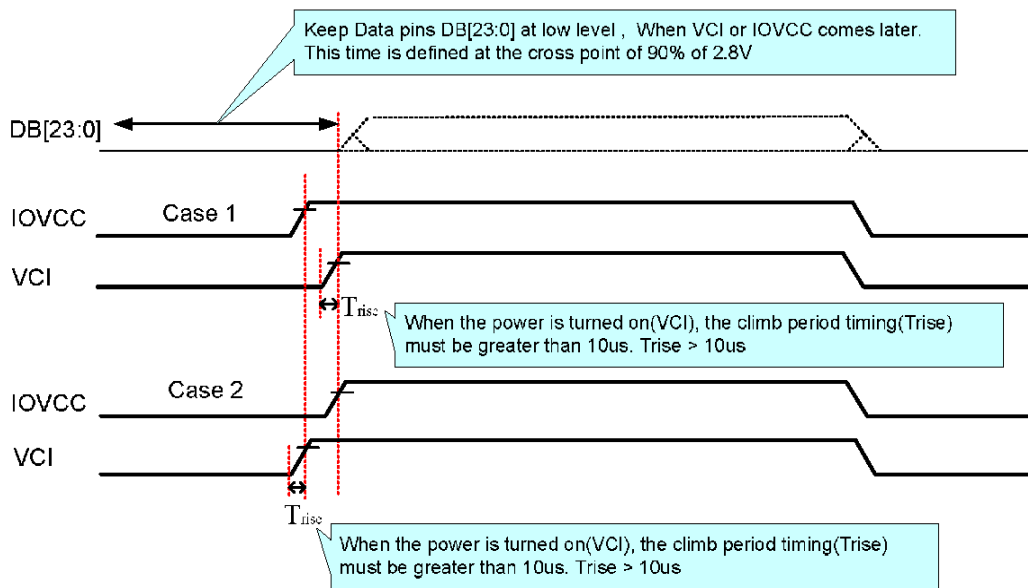 Keep Data pins DB[23:0] at low level , When VCI or IOVCC comes later.
This time is defined at the cross point of 90% of 2.8V
DB[23:0]
IOVCC
Case 1
VCI
Trise
When the power is turned on(VCI), the climb period timing(Trise)
must be greater than 10us. Trise > 10us
Case 2
IOVCC
VCI
Trise
When the power is turned on(VCI), the climb period timing(Trise)
must be greater than 10us. Trise > 10us